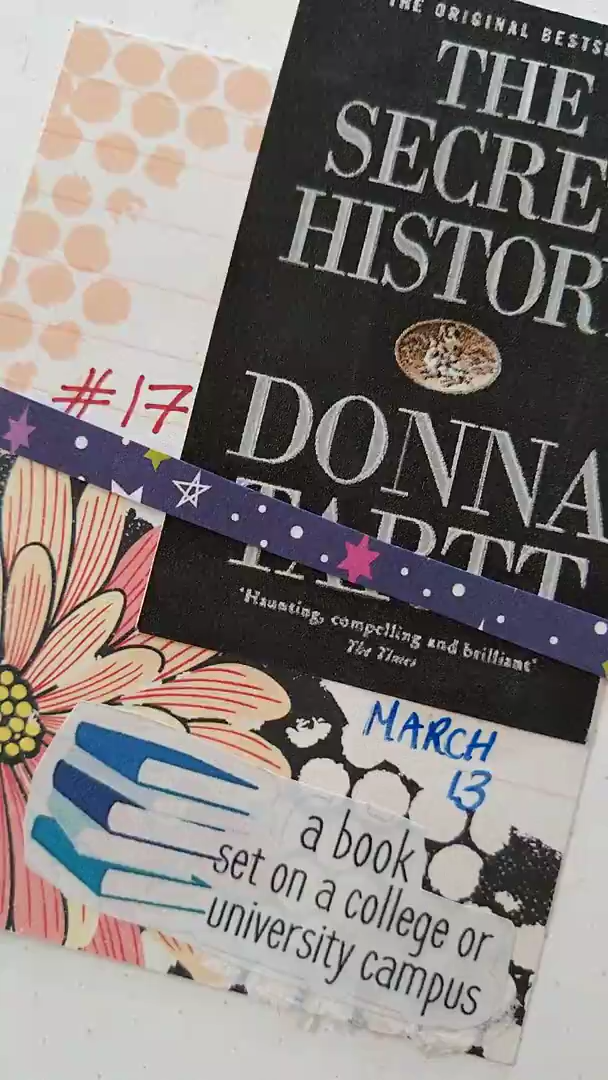 THE ORIGINAL BESTS
THE
SECRE
HISTOR
DONNA
TARTT
'Haunting, compelling and brilliant'
The Times
#17
MARCH
13
a book
set on a college or
university campus